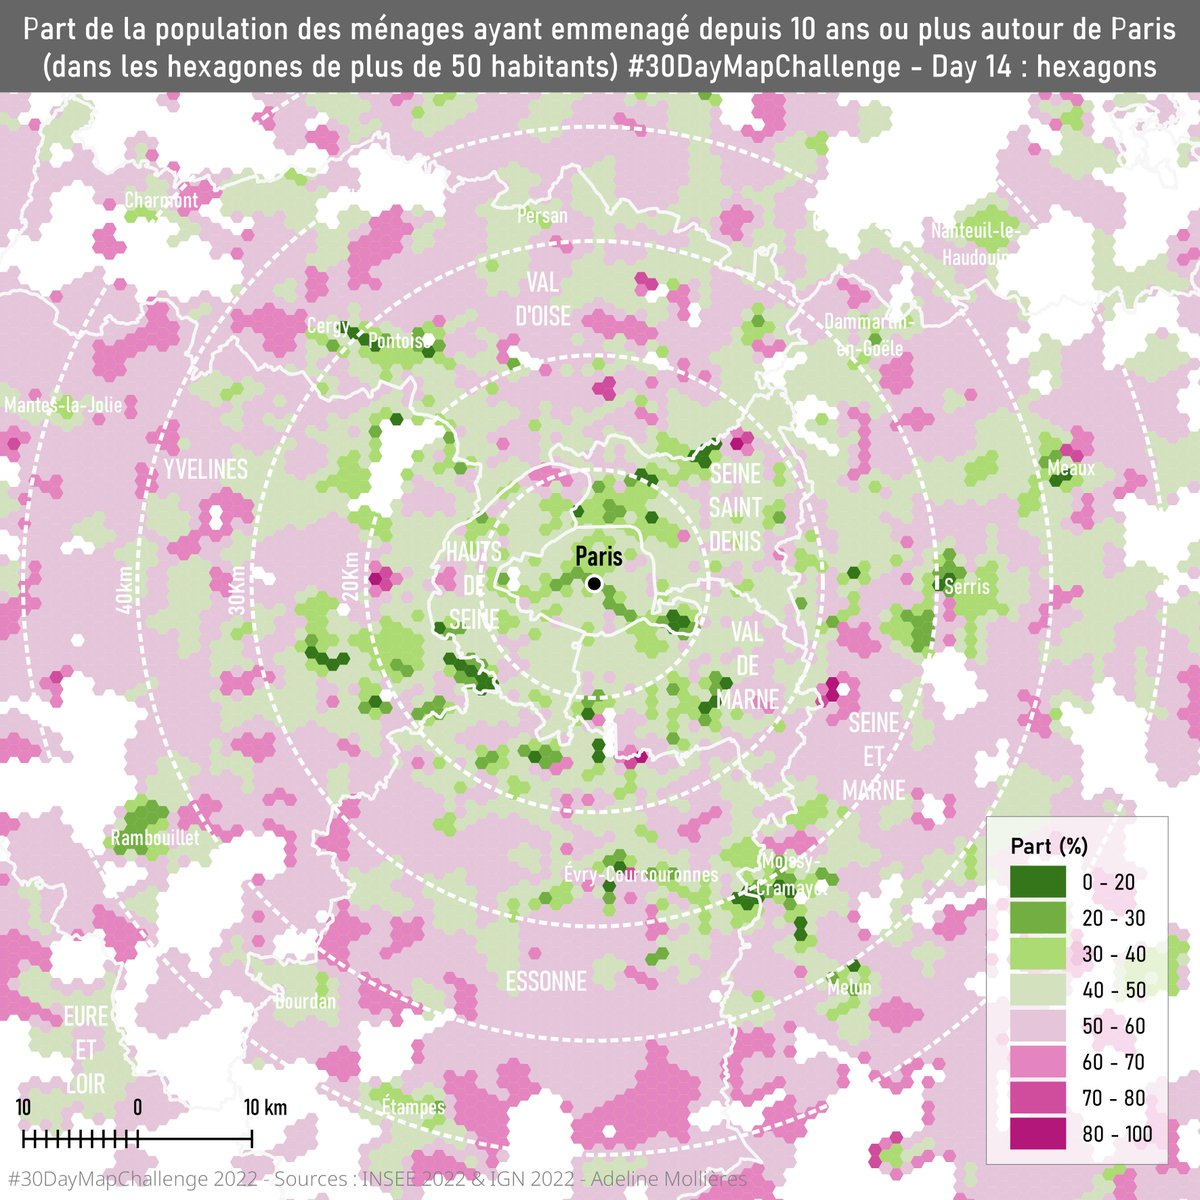 Part de la population des ménages ayant emmenagé depuis 10 ans ou plus autour de Paris
(dans les hexagones de plus de 50 habitants) #30DayMapChallenge - Day 14 : hexagons
Charmont
Persan
Nanteuil-le-
Haudouin
VAL
D'OISE
Cergy
Pontoise
Dammartin-
en-Goële
Mantes-la-Jolie
YVELINES
Meaux
SEINE
SAINT
DENIS
HAUTS
DE
SEINE
Paris
40km
30Km
20Km
Serris
VAL
DE
MARNE
SEINE
ET
MARNE
Rambouillet
Évry-Courcouronnes
Moissy-
Cramayel
Part (%)
0 - 20
20 - 30
30 - 40
40 - 50
50 - 60
60 - 70
70 - 80
80 - 100
ESSONNE
Melun
Dourdan
EURE
ET
LOIR
Étampes
10 0 10 km
#30DayMapChallenge 2022 - Sources : INSEE 2022 & IGN 2022 - Adeline Mollières